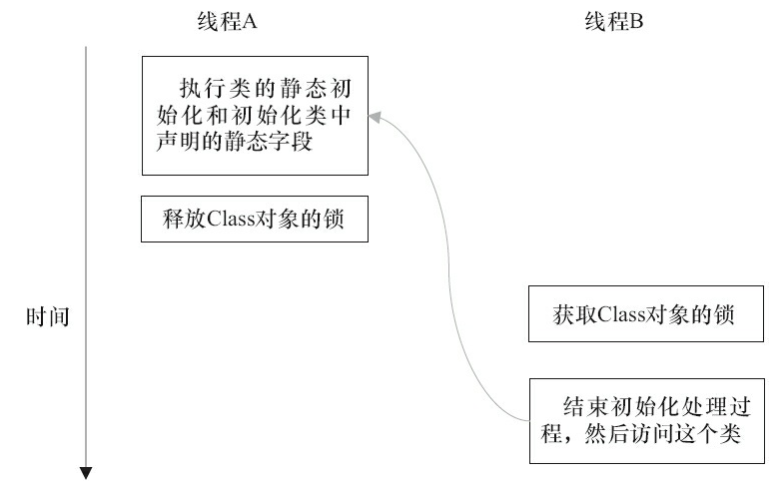 线程A
线程B
执行类的静态初
始化和初始化类中
声明的静态字段
释放Class对象的锁
时间
获取Class对象的锁
结束初始化处理过
程，然后访问这个类